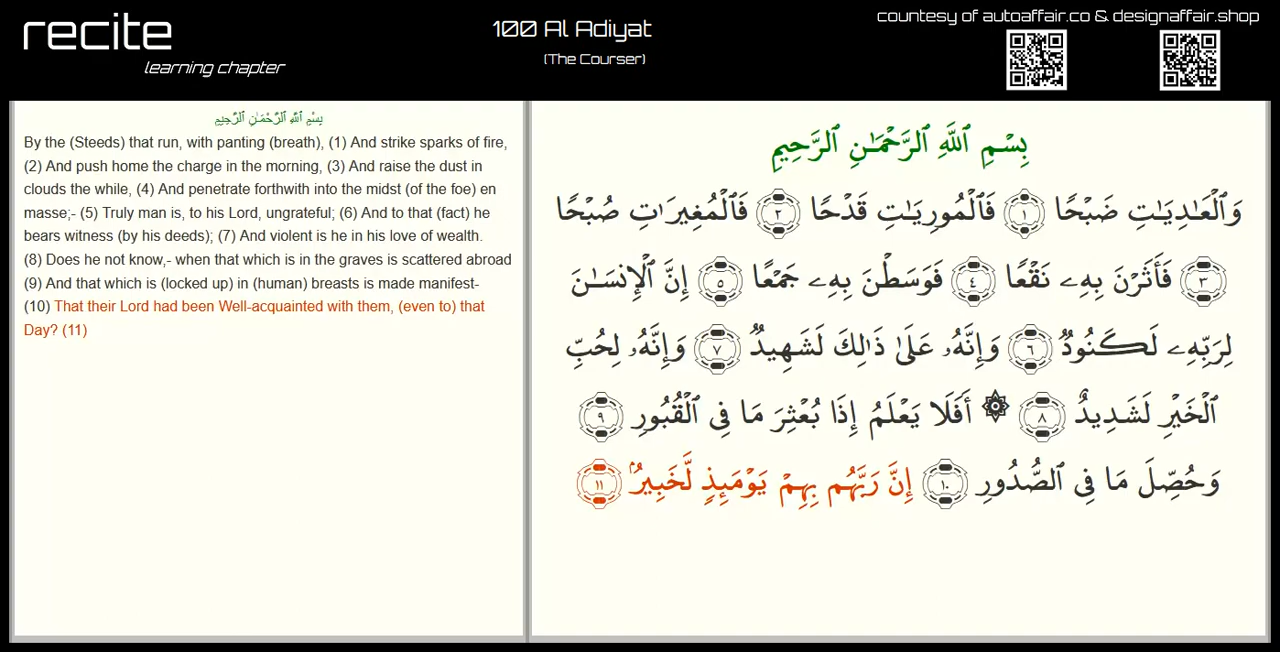 recite
learning chapter
100 Al Adiyat
(The Courser)
courtesy of autoaffair.co & designaffair.shop
بِسْمِ ٱللَّهِ ٱلرَّحْمَـٰنِ ٱلرَّحِيمِ
By the (Steeds) that run, with panting (breath), (1) And strike sparks of fire,
(2) And push home the charge in the morning, (3) And raise the dust in
clouds the while, (4) And penetrate forthwith into the midst (of the foe) en
masse;- (5) Truly man is, to his Lord, ungrateful; (6) And to that (fact) he
bears witness (by his deeds); (7) And violent is he in his love of wealth.
(8) Does he not know,- when that which is in the graves is scattered abroad
(9) And that which is (locked up) in (human) breasts is made manifest-
(10) That their Lord had been Well-acquainted with them, (even to) that
Day? (11)
بِسْمِ ٱللَّهِ ٱلرَّحْمَـٰنِ ٱلرَّحِيمِ
وَٱلْعَـٰدِيَـٰتِ ضَبْحًا ١ فَٱلْمُورِيَـٰتِ قَدْحًا ٢ فَٱلْمُغِيرَٰتِ صُبْحًا
٣ فَأَثَرْنَ بِهِۦ نَقْعًا ٤ فَوَسَطْنَ بِهِۦ جَمْعًا ٥ إِنَّ ٱلْإِنسَـٰنَ
لِرَبِّهِۦ لَكَنُودٌ ٦ وَإِنَّهُۥ عَلَىٰ ذَٰلِكَ لَشَهِيدٌ ٧ وَإِنَّهُۥ لِحُبِّ
ٱلْخَيْرِ لَشَدِيدٌ ٨ ۞ أَفَلَا يَعْلَمُ إِذَا بُعْثِرَ مَا فِى ٱلْقُبُورِ ٩
وَحُصِّلَ مَا فِى ٱلصُّدُورِ ١٠ إِنَّ رَبَّهُم بِهِمْ يَوْمَئِذٍ لَّخَبِيرٌۢ ١١